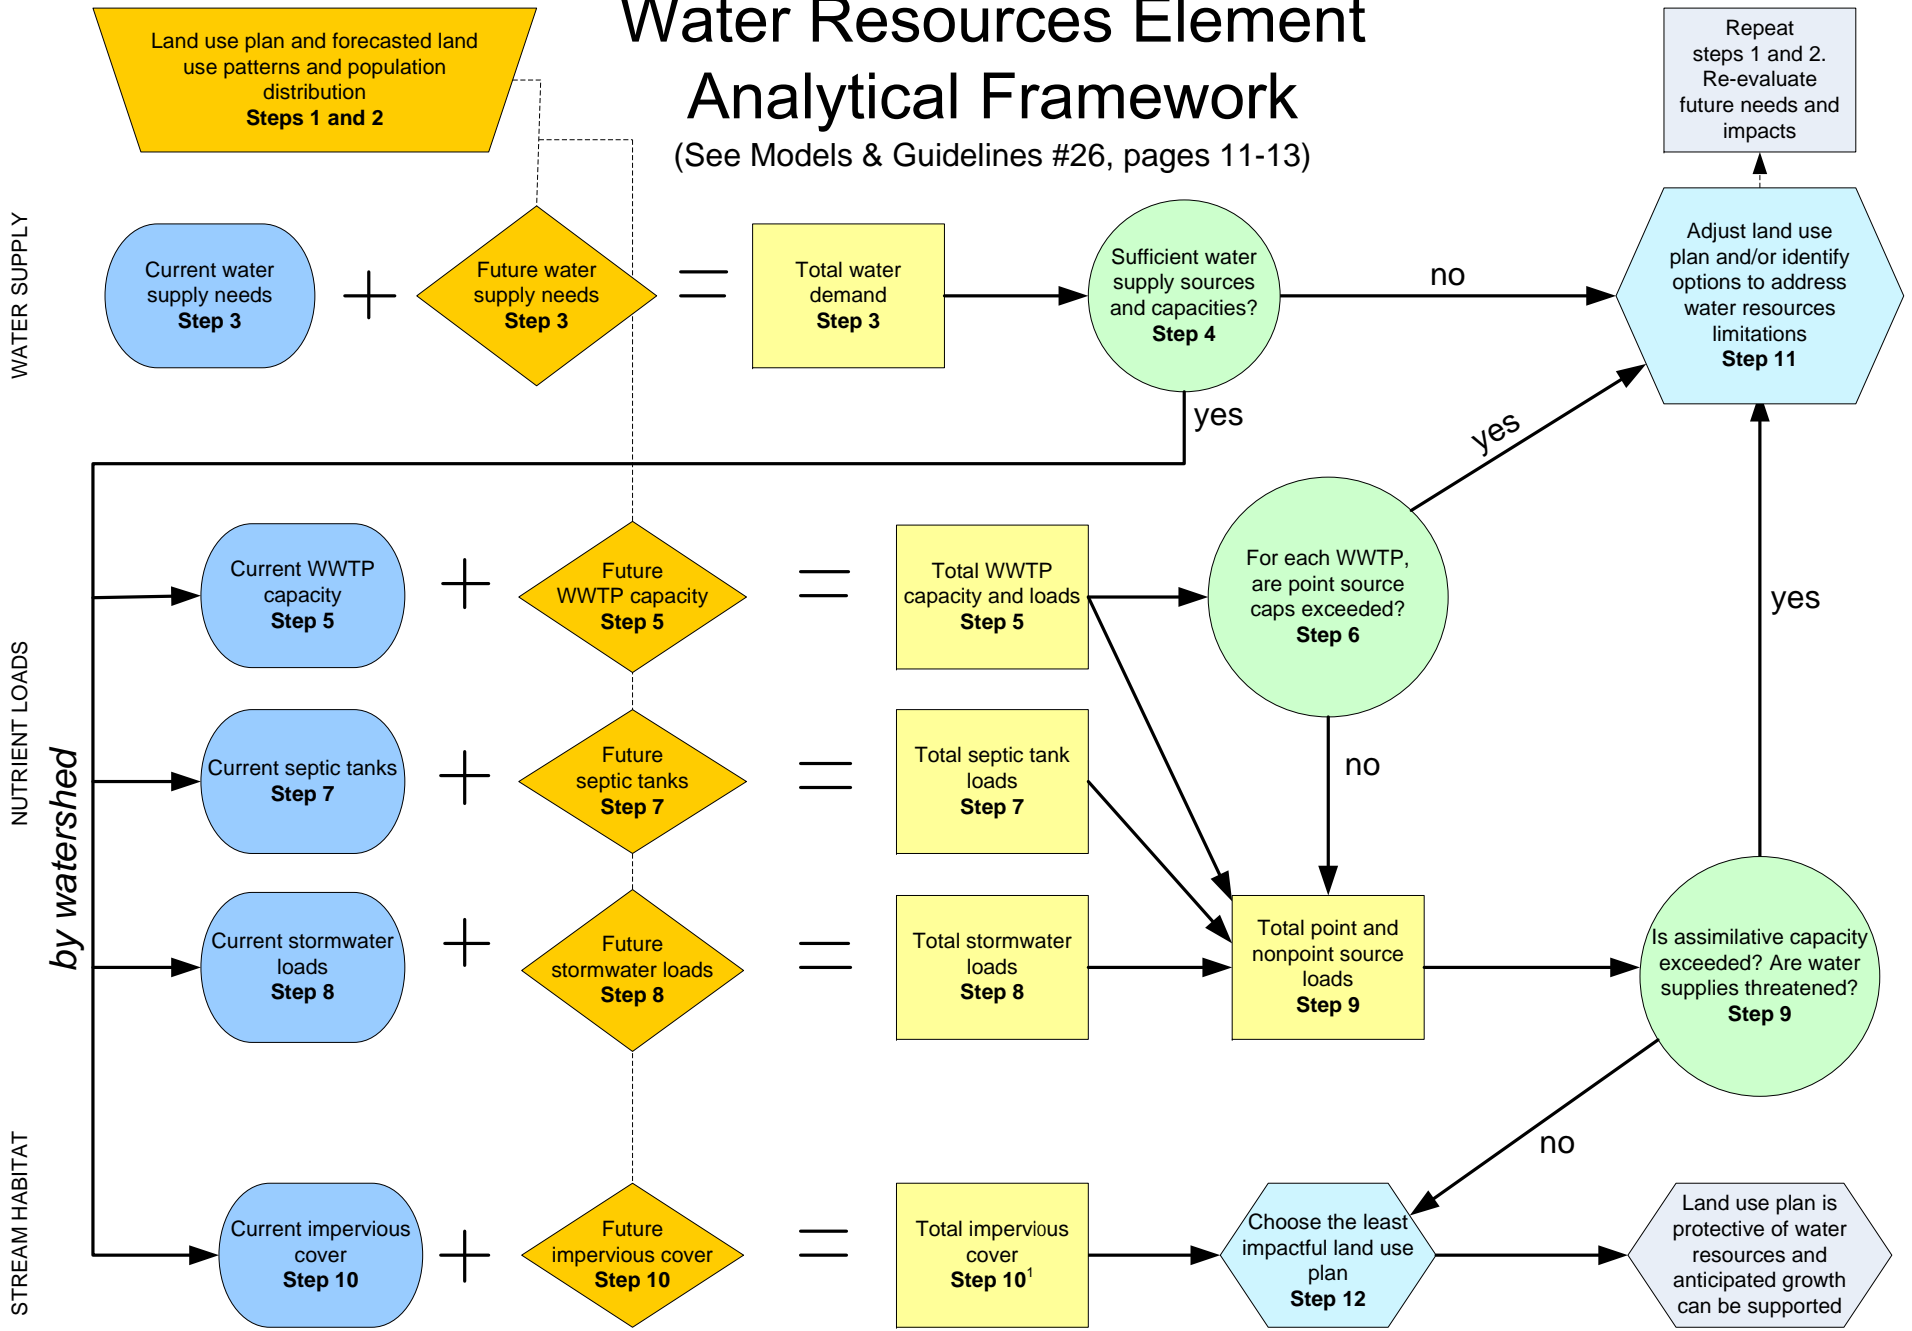 Water Resources Element
Analytical Framework
(See Models & Guidelines #26, pages 11-13)
Land use plan and forecasted land
use patterns and population
distribution
Steps 1 and 2
Repeat
steps 1 and 2.
Re-evaluate
future needs and
impacts
WATER SUPPLY
Current water
supply needs
Step 3
+
Future water
supply needs
Step 3
=
Total water
demand
Step 3
Sufficient water
supply sources
and capacities?
Step 4
no
Adjust land use
plan and/or identify
options to address
water resources
limitations
Step 11
yes
yes
yes
NUTRIENT LOADS
by watershed
Current WWTP
capacity
Step 5
+
Future
WWTP capacity
Step 5
=
Total WWTP
capacity and loads
Step 5
For each WWTP,
are point source
caps exceeded?
Step 6
no
Current septic tanks
Step 7
+
Future
septic tanks
Step 7
=
Total septic tank
loads
Step 7
Current stormwater
loads
Step 8
+
Future
stormwater loads
Step 8
=
Total stormwater
loads
Step 8
Total point and
nonpoint source
loads
Step 9
Is assimilative capacity
exceeded? Are water
supplies threatened?
Step 9
no
STREAM HABITAT
Current impervious
cover
Step 10
+
Future
impervious cover
Step 10
=
Total impervious
cover
Step 10¹
Choose the least
impactful land use
plan
Step 12
Land use plan is
protective of water
resources and
anticipated growth
can be supported